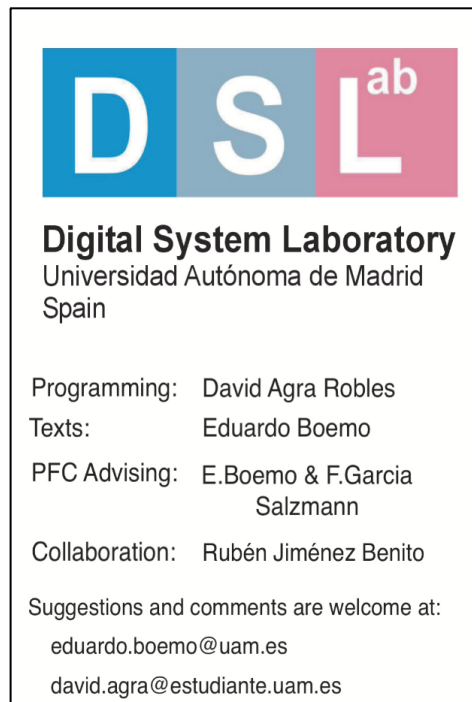 D S Lab
Digital System Laboratory
Universidad Autónoma de Madrid
Spain
Programming: David Agra Robles
Texts: Eduardo Boemo
PFC Advising: E.Boemo & F.Garcia
Salzmann
Collaboration: Rubén Jiménez Benito
Suggestions and comments are welcome at:
eduardo.boemo@uam.es
david.agra@estudiante.uam.es